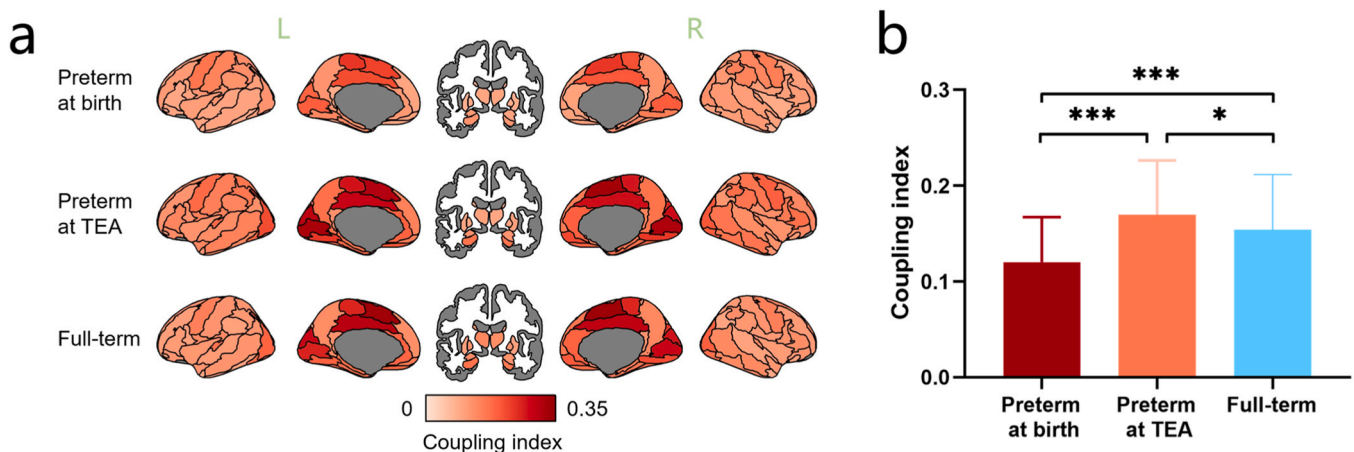 a
L
R
Preterm
at birth
Preterm
at TEA
Full-term
0
0.35
Coupling index
b
Coupling index
0.3
0.2
0.1
0.0
***
***
*
Preterm
at birth
Preterm
at TEA
Full-term